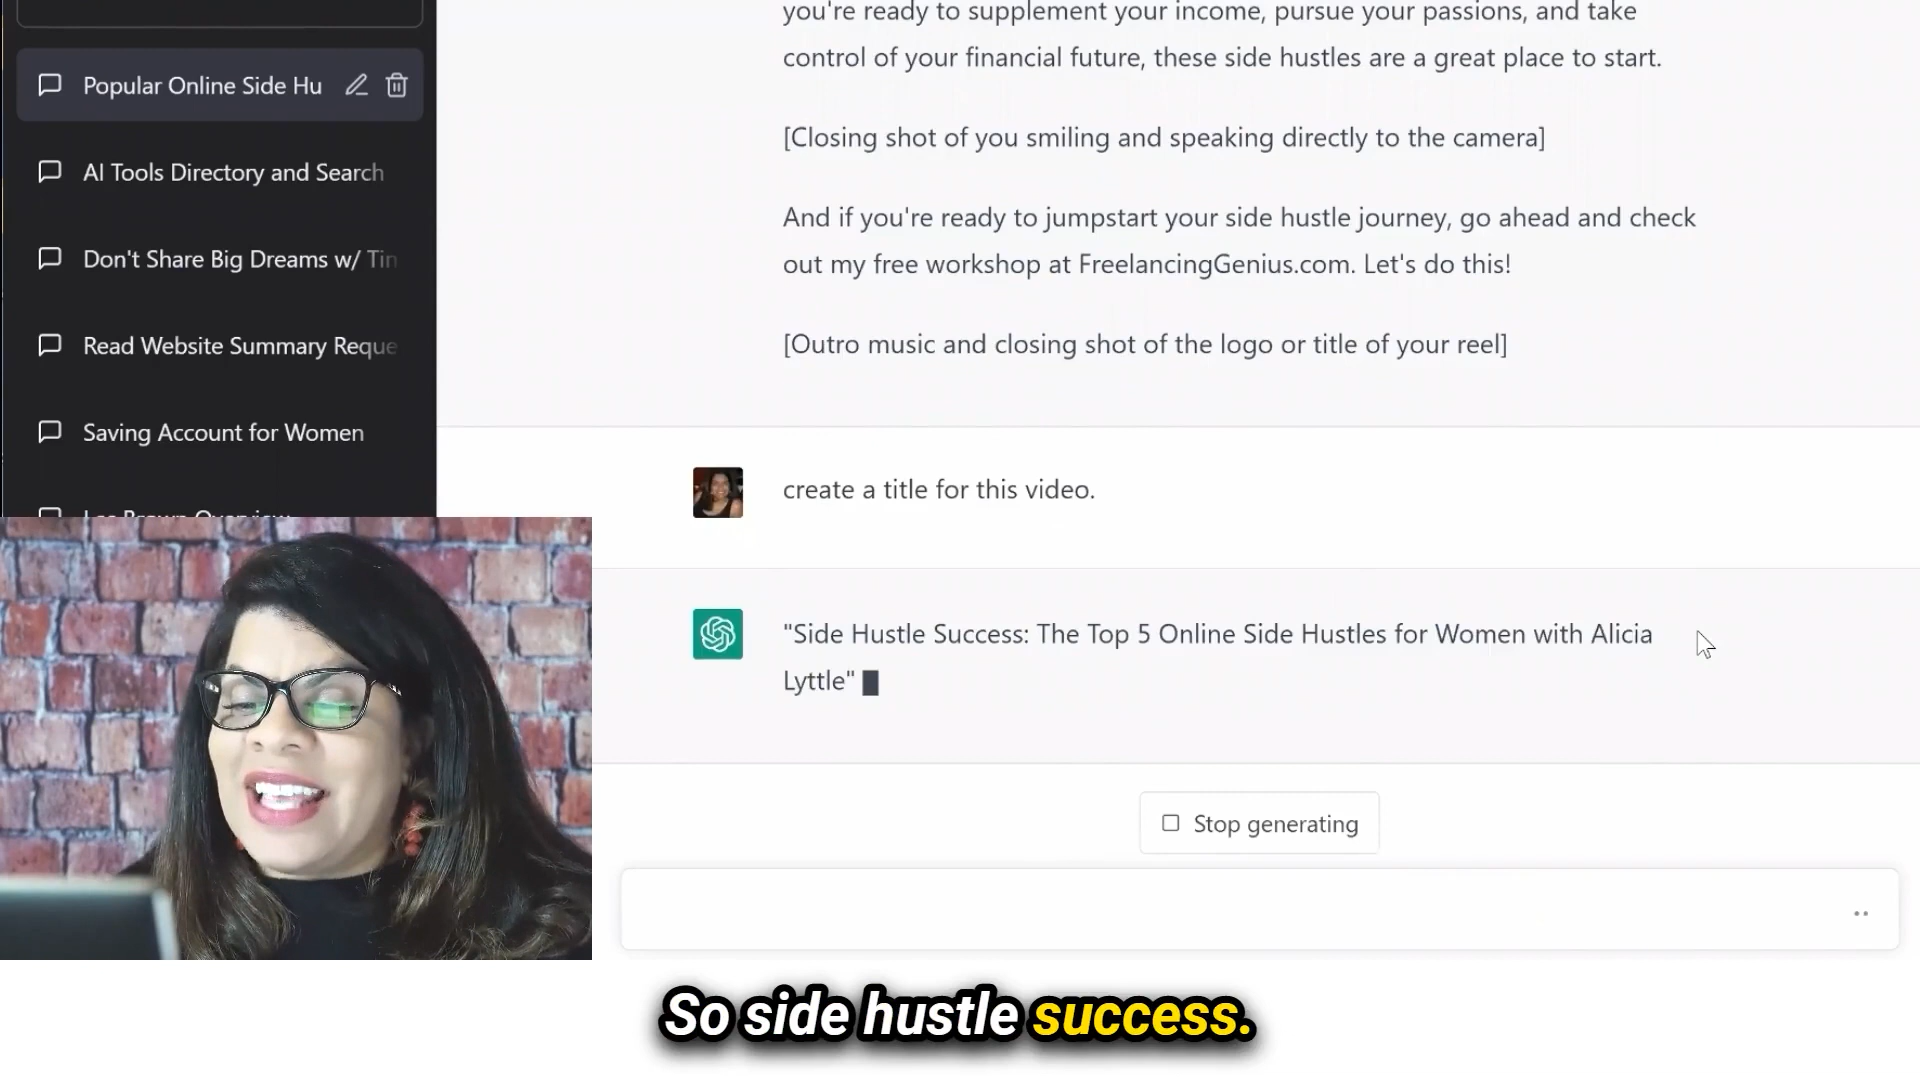 Popular Online Side Hu
AI Tools Directory and Search
Don't Share Big Dreams w/ Tin
Read Website Summary Reque
Saving Account for Women
you're ready to supplement your income, pursue your passions, and take
control of your financial future, these side hustles are a great place to start.
[Closing shot of you smiling and speaking directly to the camera]
And if you're ready to jumpstart your side hustle journey, go ahead and check
out my free workshop at FreelancingGenius.com. Let's do this!
[Outro music and closing shot of the logo or title of your reel]
create a title for this video.
"Side Hustle Success: The Top 5 Online Side Hustles for Women with Alicia
Lyttle"
Stop generating
So side hustle success.